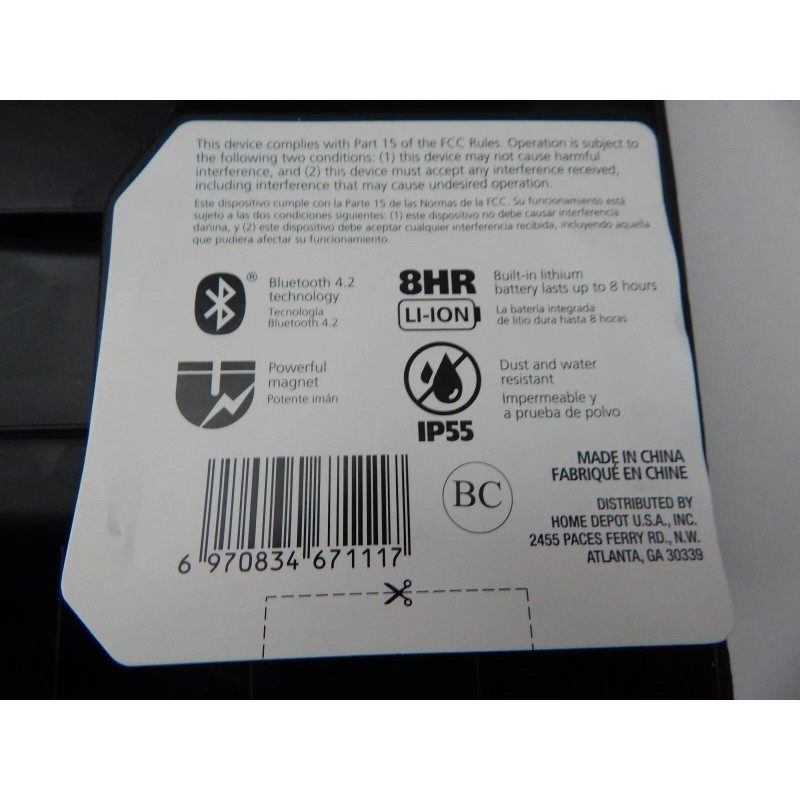 This device complies with Part 15 of the FCC Rules. Operation is subject to
the following two conditions: (1) this device may not cause harmful
interference, and (2) this device must accept any interference received,
including interference that may cause undesired operation.
Este dispositivo cumple con la Parte 15 de las Normas de la FCC. Su funcionamiento está
sujeto a las dos condiciones siguientes: (1) este dispositivo no debe causar interferencia
dañina, y (2) este dispositivo debe aceptar cualquier interferencia recibida, incluyendo aquella
que pudiera afectar su funcionamiento.
®
Bluetooth 4.2
technology
Tecnología
Bluetooth 4.2
8HR
LI-ION
Built-in lithium
battery lasts up to 8 hours
La batería integrada
de litio dura hasta 8 horas
Powerful
magnet
Potente imán
IP55
Dust and water
resistant
Impermeable y
a prueba de polvo
6 970834 671117
BC
MADE IN CHINA
FABRIQUÉ EN CHINE
DISTRIBUTED BY
HOME DEPOT U.S.A., INC.
2455 PACES FERRY RD., N.W.
ATLANTA, GA 30339